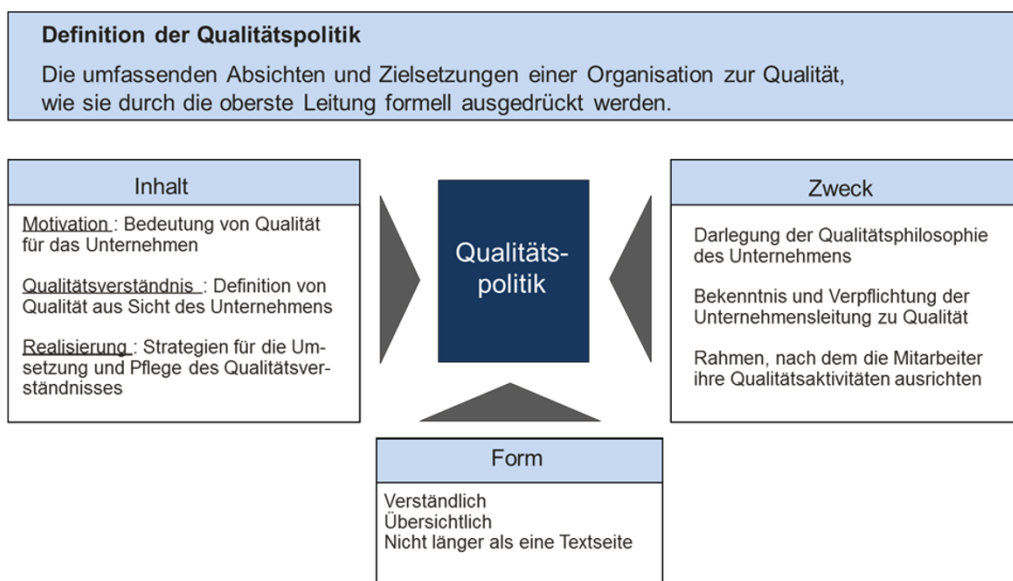 Definition der Qualitätspolitik
Die umfassenden Absichten und Zielsetzungen einer Organisation zur Qualität,
wie sie durch die oberste Leitung formell ausgedrückt werden.
Inhalt
Motivation : Bedeutung von Qualität
für das Unternehmen
Qualitätsverständnis : Definition von
Qualität aus Sicht des Unternehmens
Realisierung : Strategien für die Um-
setzung und Pflege des Qualitätsver-
ständnisses
Qualitäts-
politik
Zweck
Darlegung der Qualitätsphilosophie
des Unternehmens
Bekenntnis und Verpflichtung der
Unternehmensleitung zu Qualität
Rahmen, nach dem die Mitarbeiter
ihre Qualitätsaktivitäten ausrichten
Form
Verständlich
Übersichtlich
Nicht länger als eine Textseite